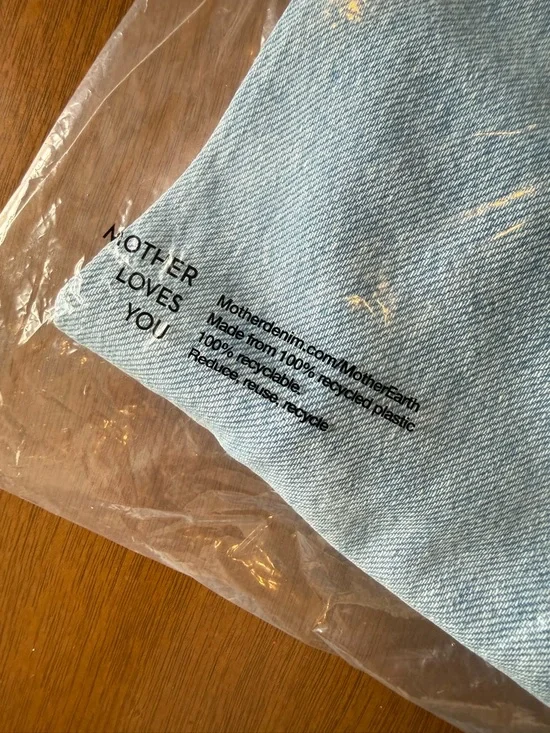 MOTHER
LOVES
YOU
Motherdenim.com/MotherEarth
Made from 100% recycled plastic
100% recyclable.
Reduce, reuse, recycle